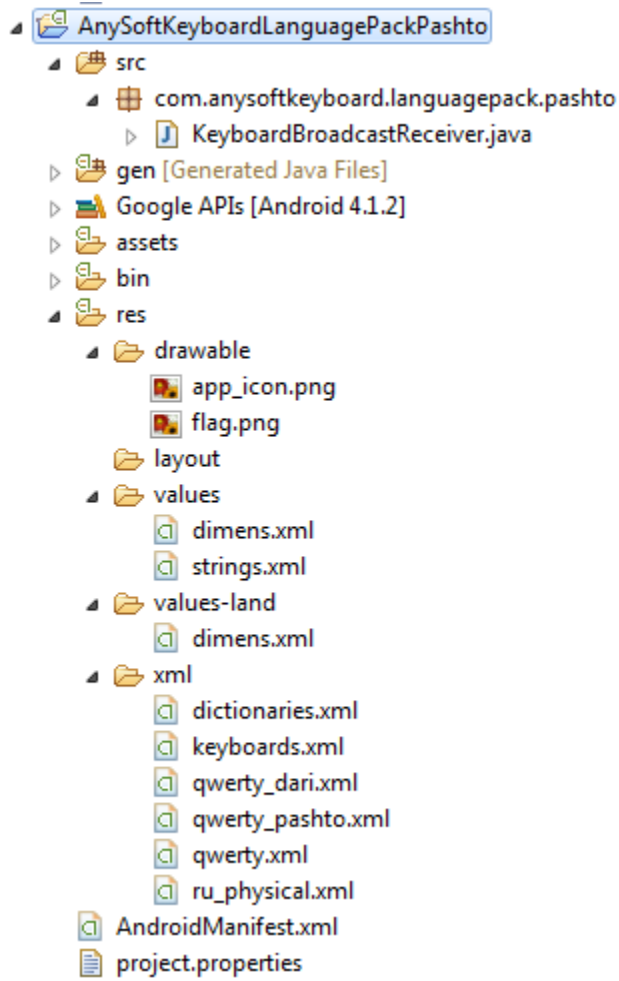 AnySoftKeyboardLanguagePackPashto
src
com.anysoftkeyboard.languagepack.pashto
KeyboardBroadcastReceiver.java
gen [Generated Java Files]
Google APIs [Android 4.1.2]
assets
bin
res
drawable
app_icon.png
flag.png
layout
values
dimens.xml
strings.xml
values-land
dimens.xml
xml
dictionaries.xml
keyboards.xml
qwerty_dari.xml
qwerty_pashto.xml
qwerty.xml
ru_physical.xml
AndroidManifest.xml
project.properties